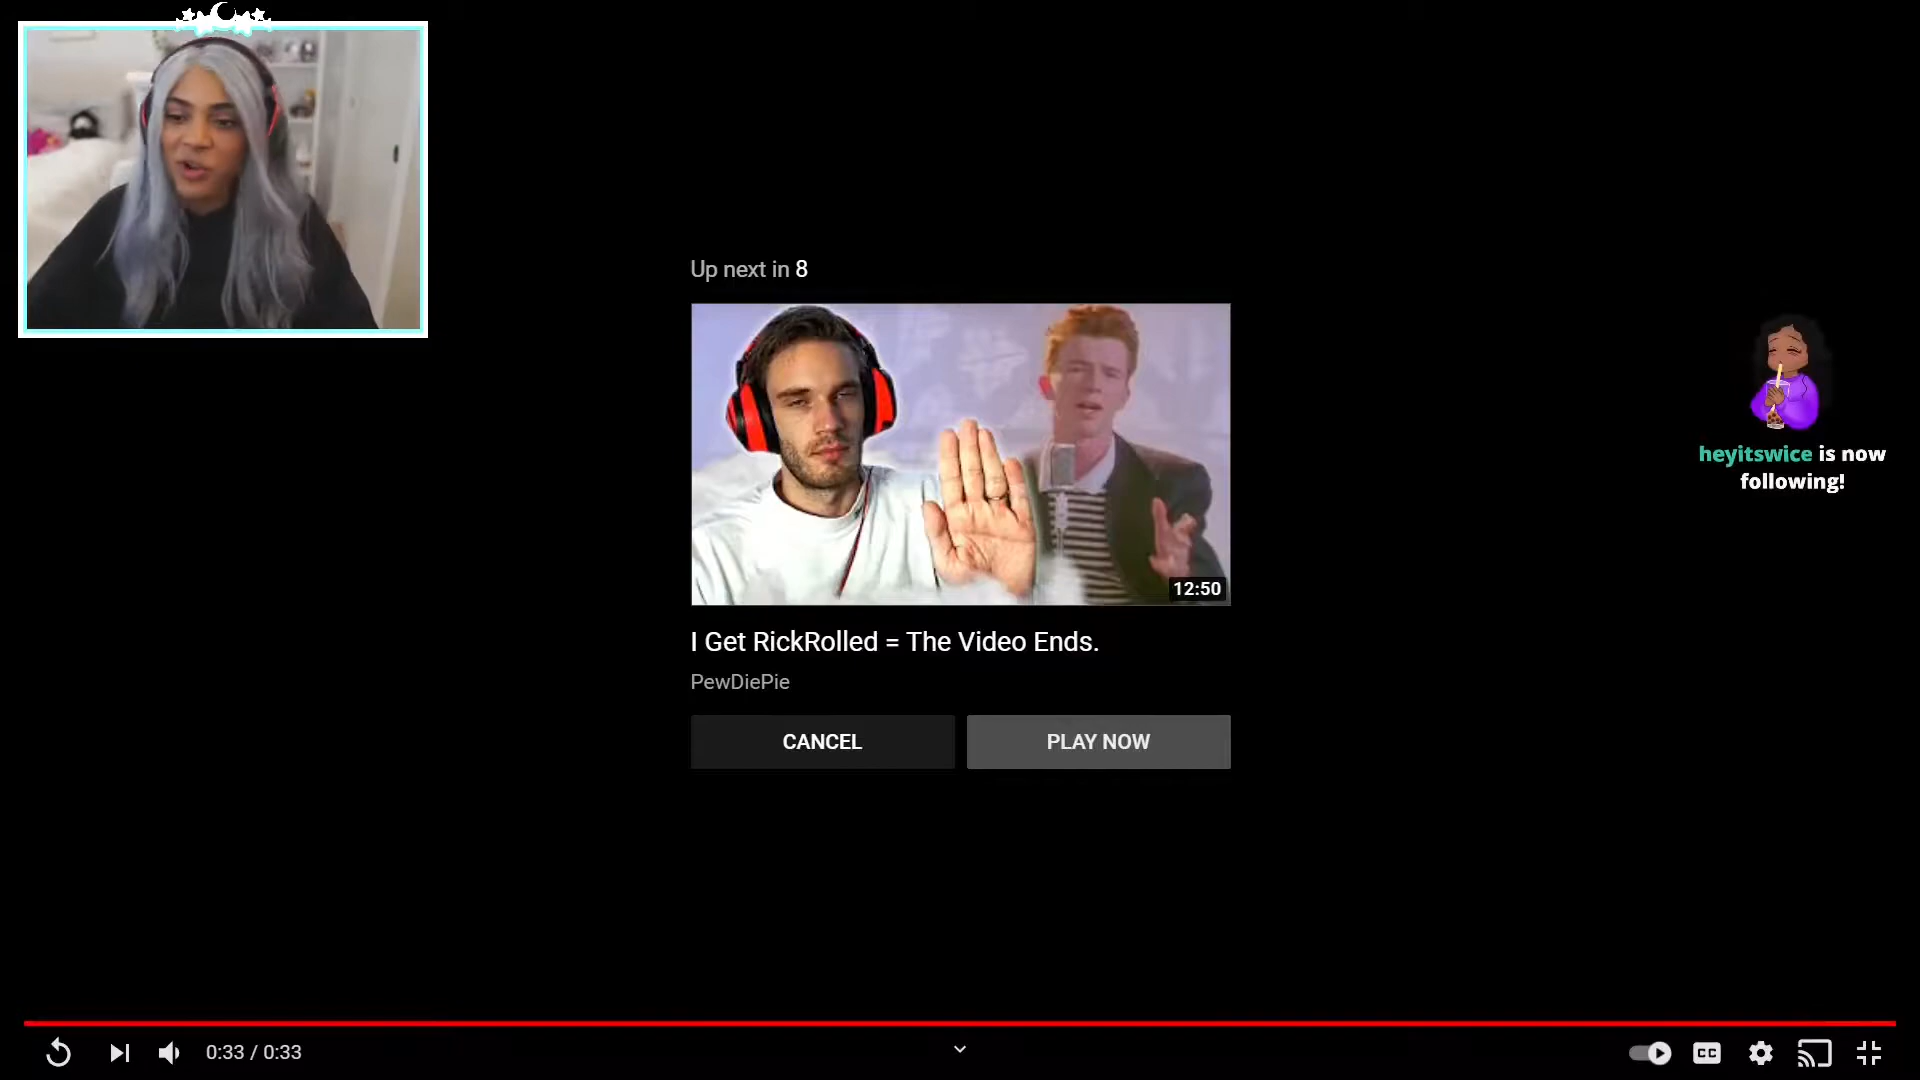 Up next in 8
12:50
I Get RickRolled = The Video Ends.
PewDiePie
CANCEL
PLAY NOW
heyitswice is now
following!
0:33 / 0:33
CC